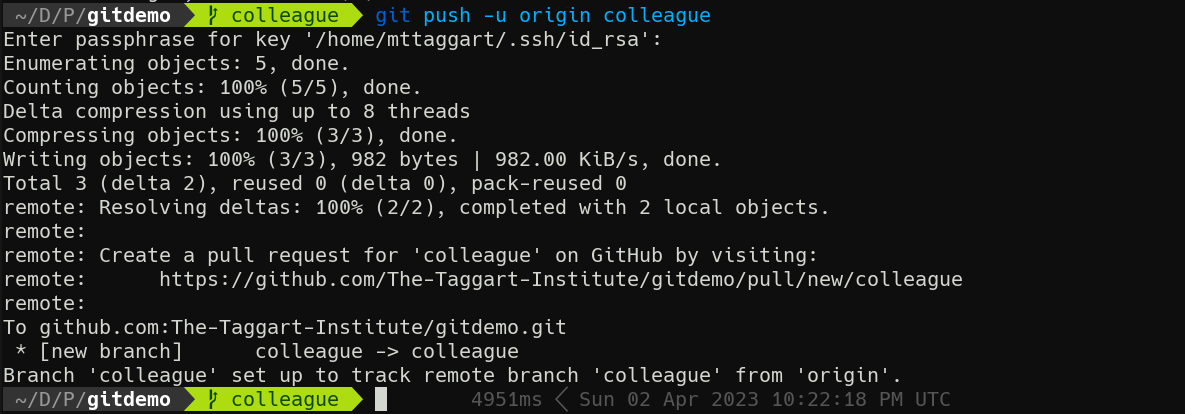 ~/D/P/gitdemo colleague git push -u origin colleague
Enter passphrase for key '/home/mttaggart/.ssh/id_rsa':
Enumerating objects: 5, done.
Counting objects: 100% (5/5), done.
Delta compression using up to 8 threads
Compressing objects: 100% (3/3), done.
Writing objects: 100% (3/3), 982 bytes | 982.00 KiB/s, done.
Total 3 (delta 2), reused 0 (delta 0), pack-reused 0
remote: Resolving deltas: 100% (2/2), completed with 2 local objects.
remote:
remote: Create a pull request for 'colleague' on GitHub by visiting:
remote:      https://github.com/The-Taggart-Institute/gitdemo/pull/new/colleague
remote:
To github.com:The-Taggart-Institute/gitdemo.git
 * [new branch]      colleague -> colleague
Branch 'colleague' set up to track remote branch 'colleague' from 'origin'.
~/D/P/gitdemo colleague 4951ms Sun 02 Apr 2023 10:22:18 PM UTC